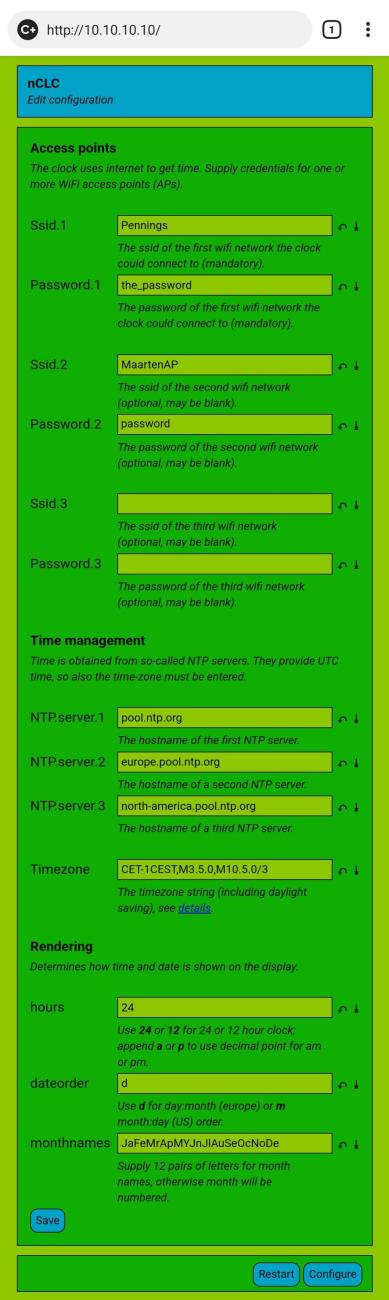 http://10.10.10.10/
1
nCLC
Edit configuration
Access points
The clock uses internet to get time. Supply credentials for one or
more WiFi access points (APs).
Ssid.1 Pennings
The ssid of the first wifi network the clock
could connect to (mandatory).
Password.1 the_password
The password of the first wifi network the
clock could connect to (mandatory).
Ssid.2 MaartenAP
The ssid of the second wifi network
(optional, may be blank).
Password.2 password
The password of the second wifi network
(optional, may be blank).
Ssid.3
The ssid of the third wifi network
(optional, may be blank).
Password.3
The password of the third wifi network
(optional, may be blank).
Time management
Time is obtained from so-called NTP servers. They provide UTC
time, so also the time-zone must be entered.
NTP.server.1 pool.ntp.org
The hostname of the first NTP server.
NTP.server.2 europe.pool.ntp.org
The hostname of a second NTP server.
NTP.server.3 north-america.pool.ntp.org
The hostname of a third NTP server.
Timezone CET-1CEST,M3.5.0,M10.5.0/3
The timezone string (including daylight
saving), see details.
Rendering
Determines how time and date is shown on the display.
hours 24
Use 24 or 12 for 24 or 12 hour clock;
append a or p to use decimal point for am
or pm.
dateorder d
Use d for day:month (europe) or m
month:day (US) order.
monthnames JaFeMrApMYJnJlAuSeOcNoDe
Supply 12 pairs of letters for month
names, otherwise month will be
numbered.
Save
Restart Configure